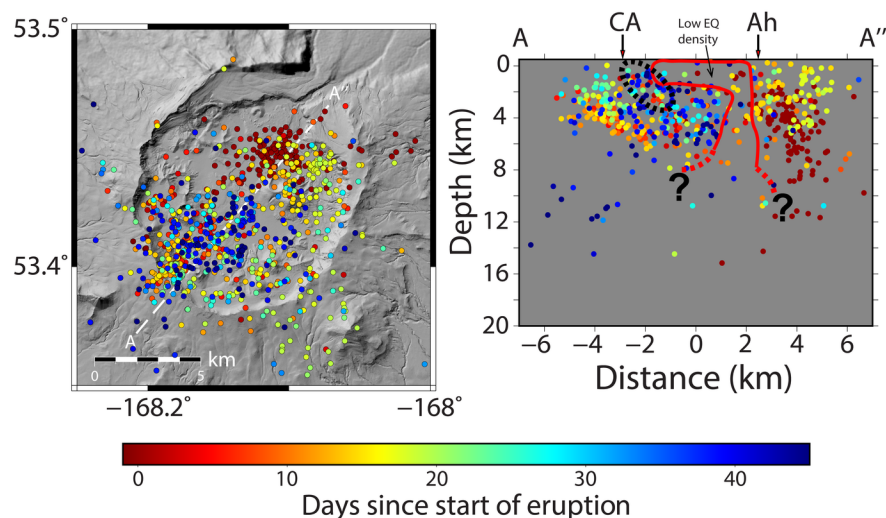 53.5°
53.4°
−168.2°
−168°
A''
A
km
0
5
A
CA
Low EQ
density
Ah
A''
0
4
8
12
16
20
Depth (km)
?
?
−6
−4
−2
0
2
4
6
Distance (km)
0
10
20
30
40
Days since start of eruption